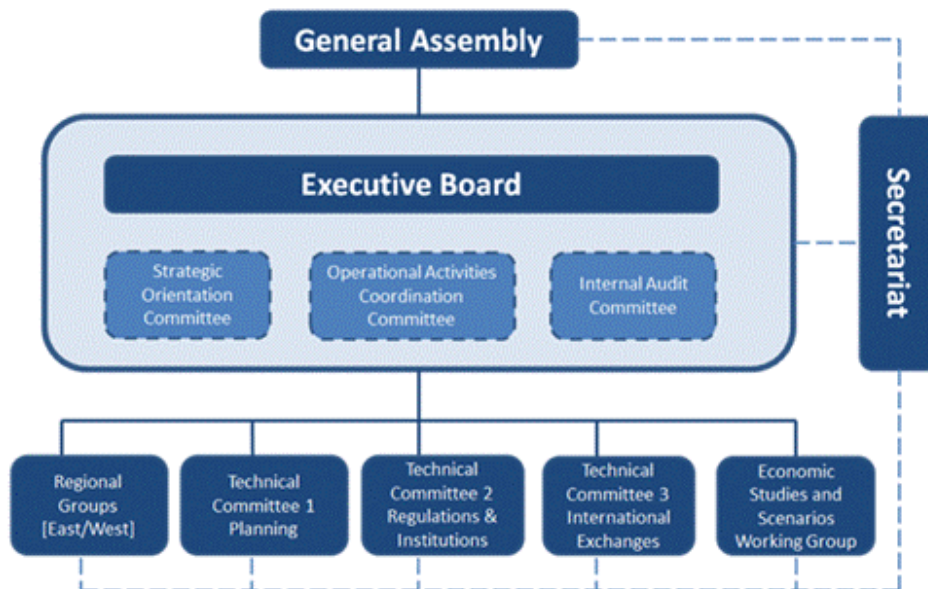 General Assembly
Executive Board
Strategic
Orientation
Committee
Operational Activities
Coordination
Committee
Internal Audit
Committee
Secretariat
Regional
Groups
[East/West]
Technical
Committee 1
Planning
Technical
Committee 2
Regulations &
Institutions
Technical
Committee 3
International
Exchanges
Economic
Studies and
Scenarios
Working Group